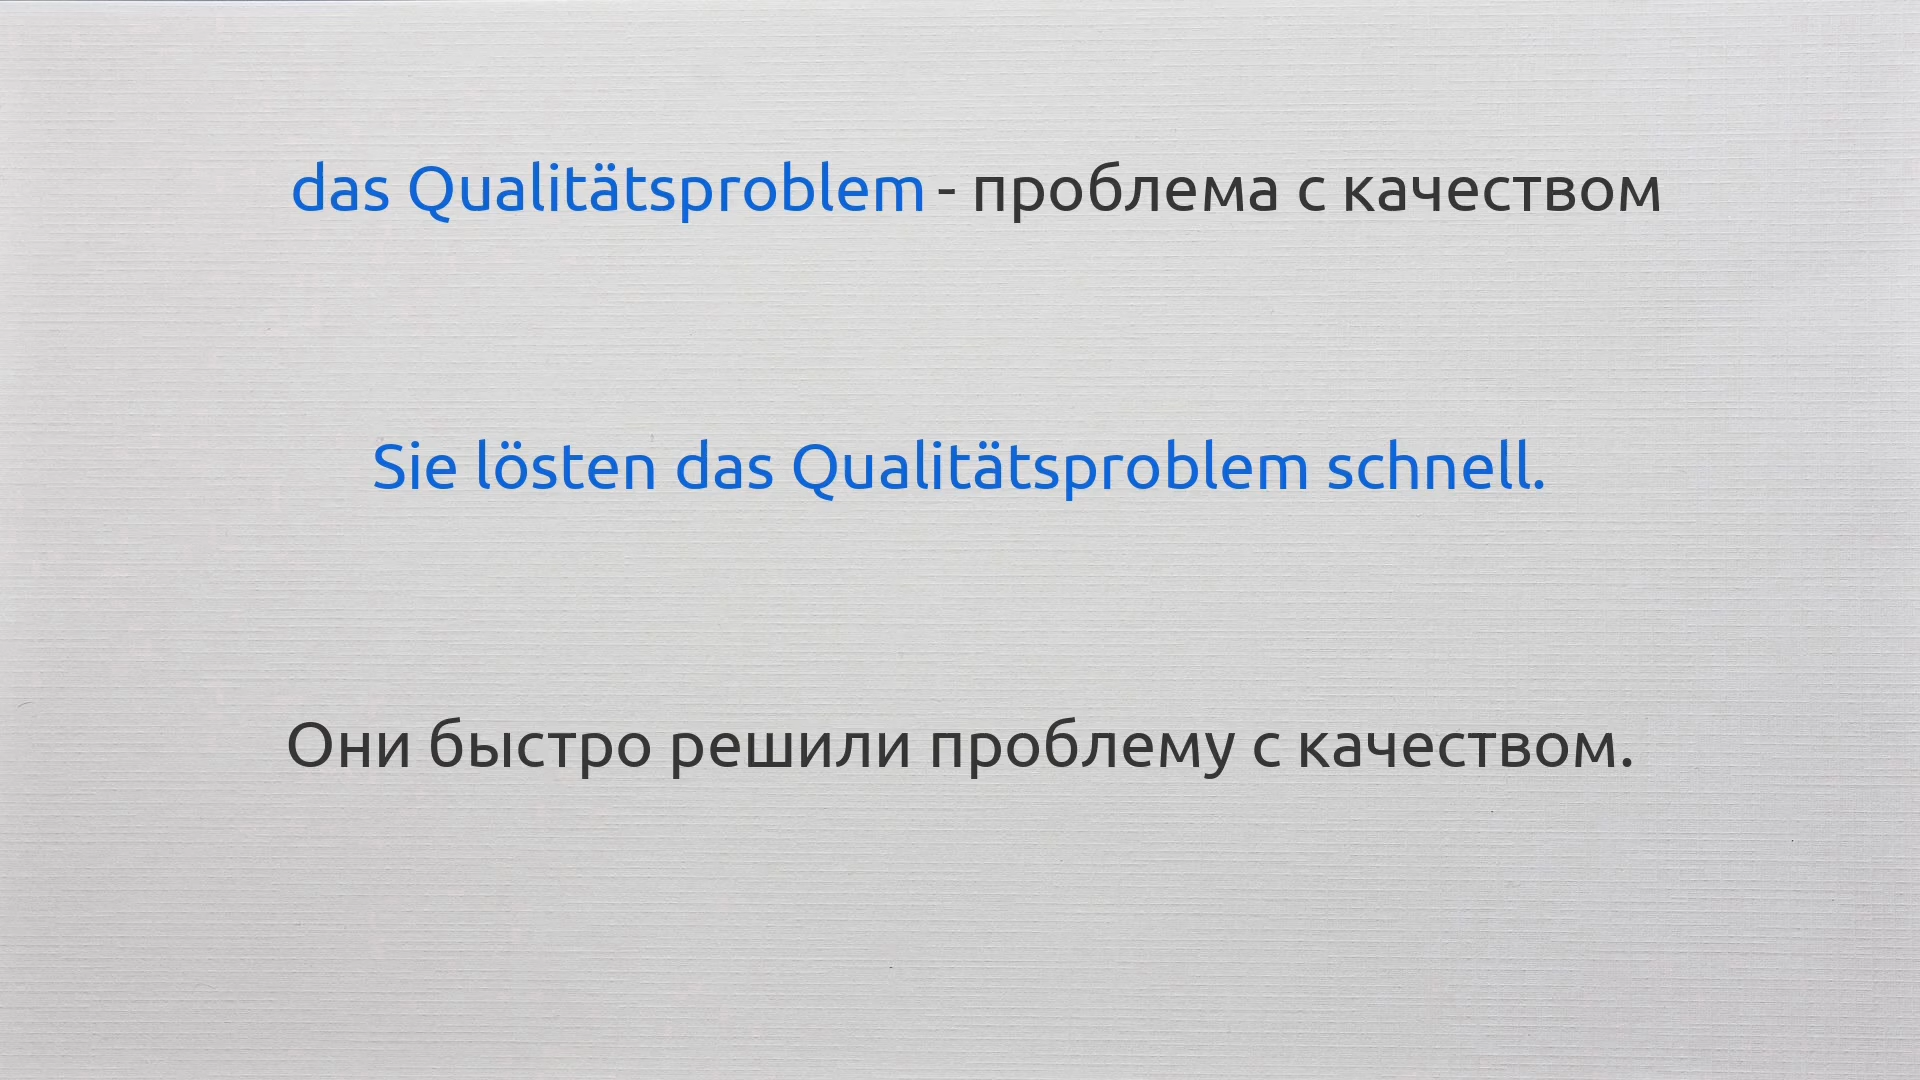 das Qualitätsproblem - проблема с качеством
Sie lösten das Qualitätsproblem schnell.
Они быстро решили проблему с качеством.